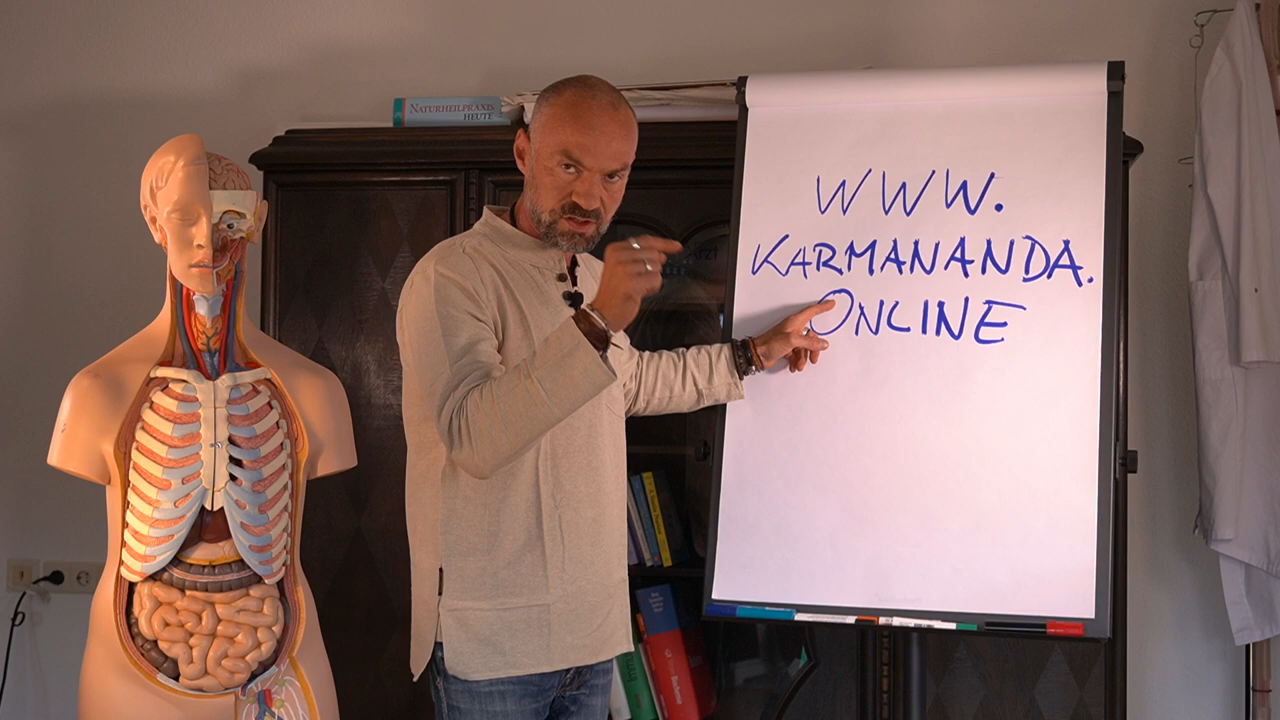 NATURHEILPRAXIS
HEUTE
WWW.
KARMANANDA.
ONLINE